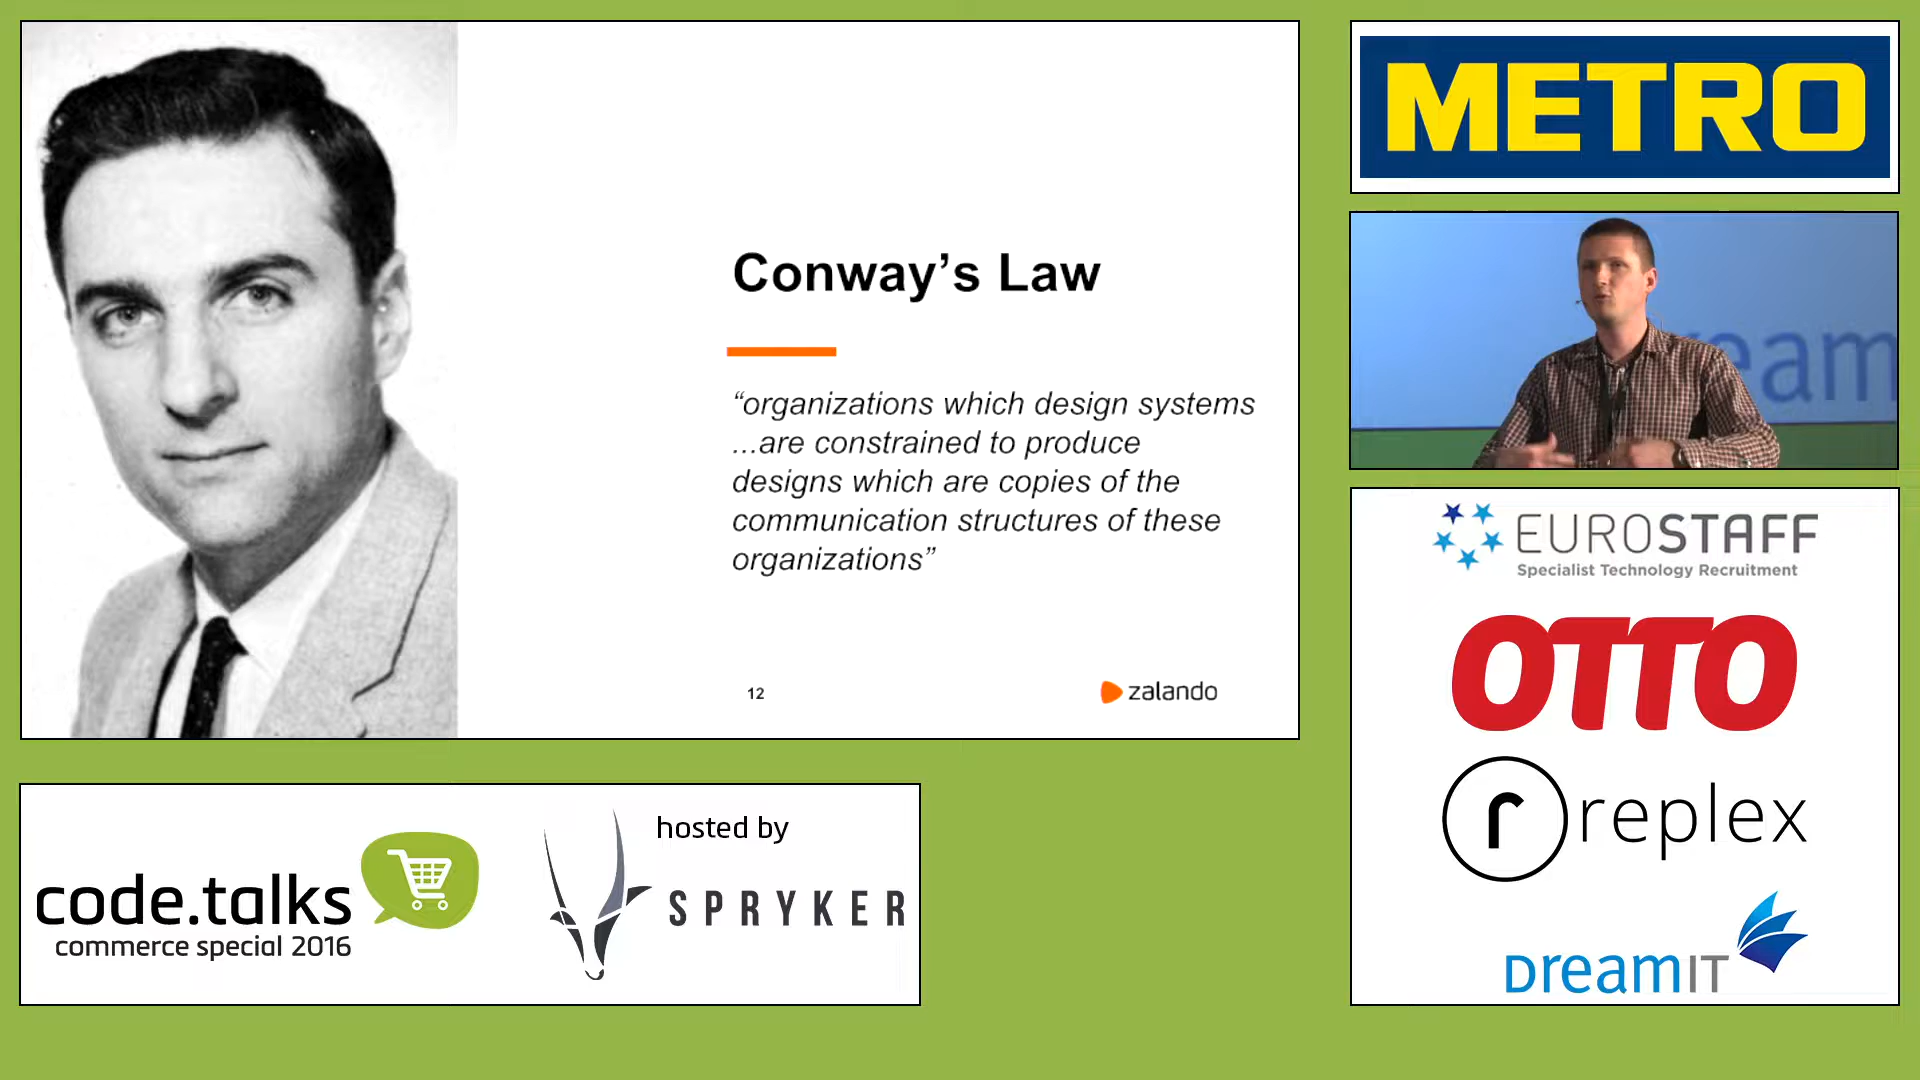 Conway’s Law
“organizations which design systems
...are constrained to produce
designs which are copies of the
communication structures of these
organizations”
12
zalando
METRO
eam
EUROSTAFF
Specialist Technology Recruitment
OTTO
r replex
DreamIT
code.talks
commerce special 2016
hosted by
SPRYKER